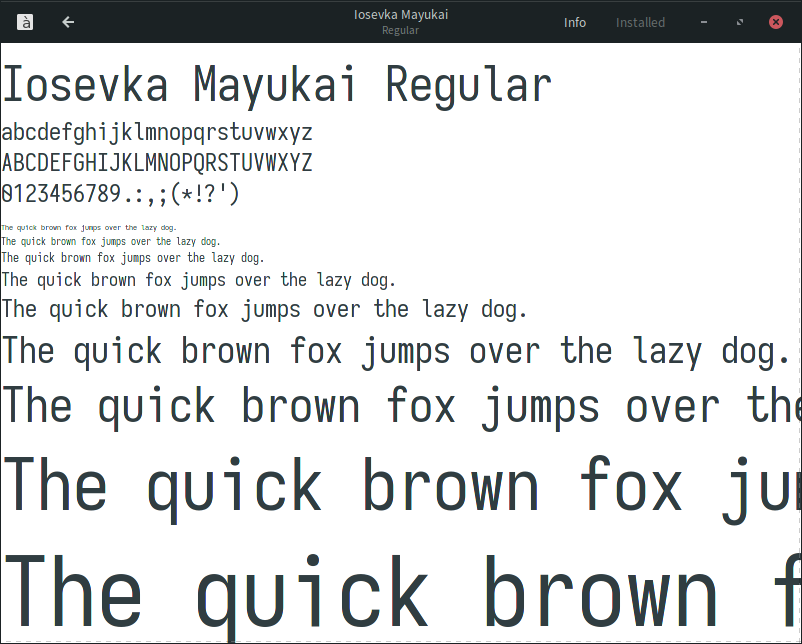 à
Iosevka Mayukai
Regular
Info
Installed
Iosevka Mayukai Regular
abcdefghijklmnopqrstuvwxyz
ABCDEFGHIJKLMNOPQRSTUVWXYZ
0123456789.:,;(*!?')
The quick brown fox jumps over the lazy dog.
The quick brown fox jumps over the lazy dog.
The quick brown fox jumps over the lazy dog.
The quick brown fox jumps over the lazy dog.
The quick brown fox jumps over the lazy dog.
The quick brown fox jumps over the lazy dog.
The quick brown fox jumps over the
The quick brown fox jum
The quick brown f